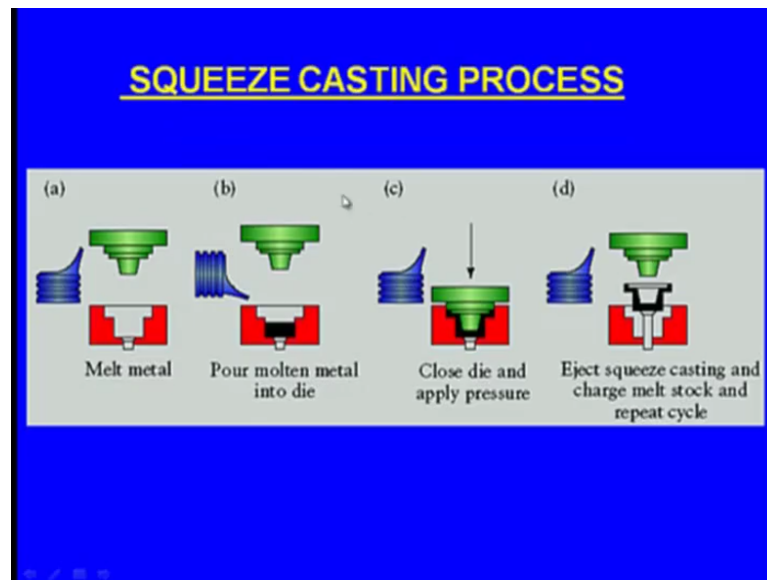 SQUEEZE CASTING PROCESS
(a)
(b)
(c)
(d)
Melt metal
Pour molten metal
into die
Close die and
apply pressure
Eject squeeze casting and
charge melt stock and
repeat cycle